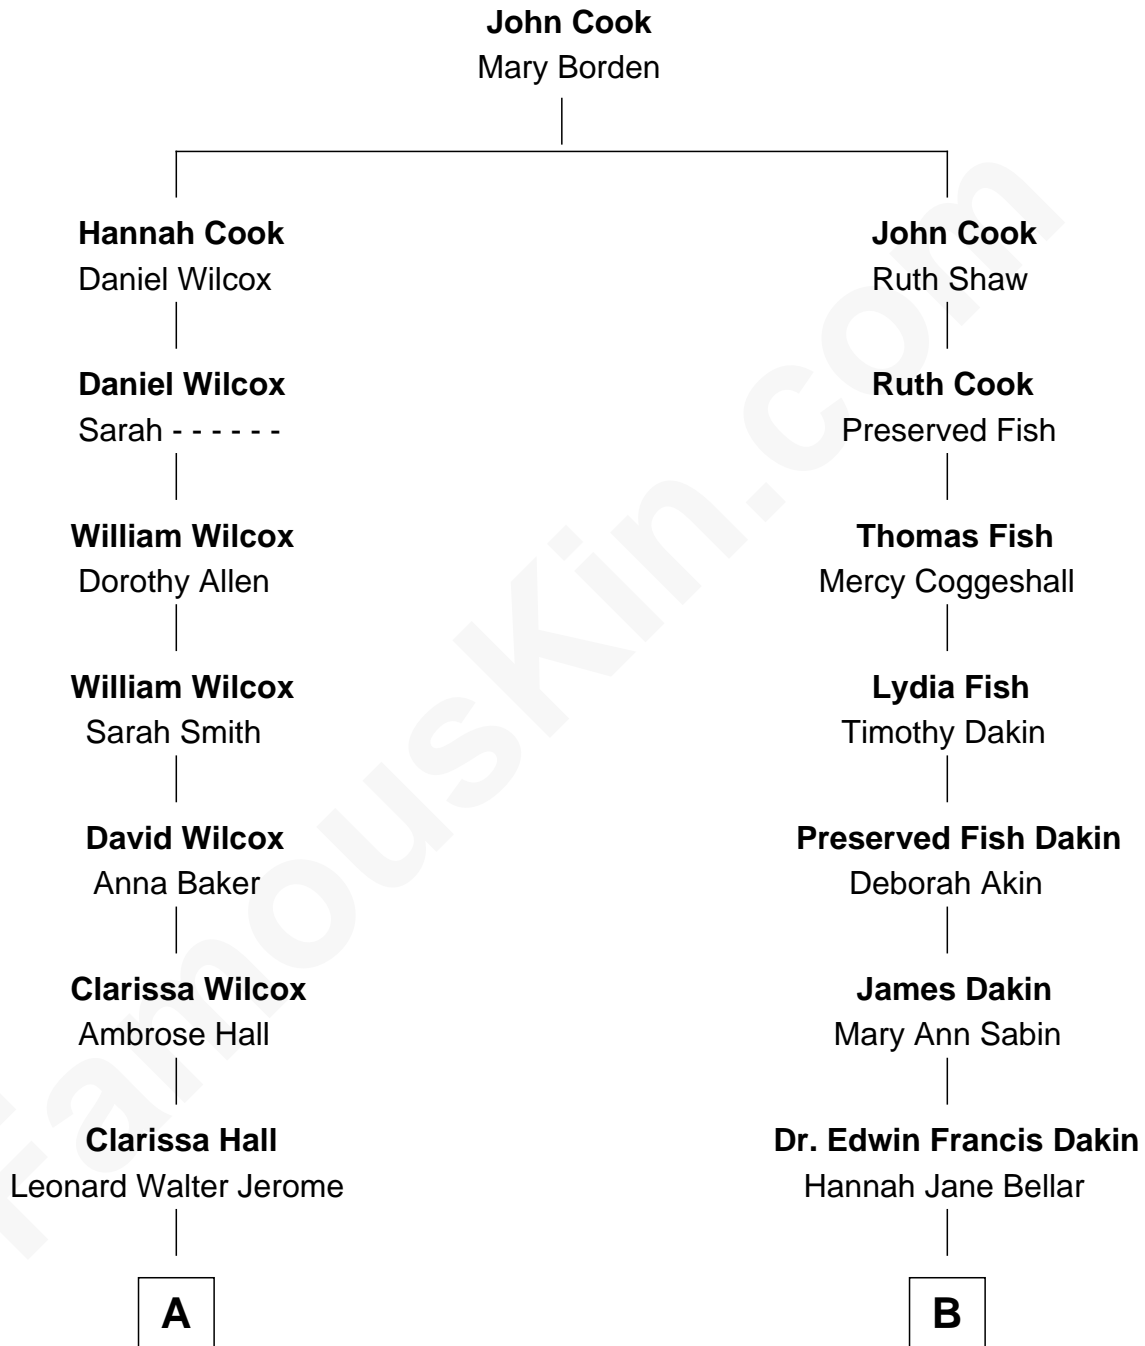 John Cook
Mary Borden
Hannah Cook
Daniel Wilcox
John Cook
Ruth Shaw
Daniel Wilcox
Sarah - - - - - -
Ruth Cook
Preserved Fish
William Wilcox
Dorothy Allen
Thomas Fish
Mercy Coggeshall
William Wilcox
Sarah Smith
Lydia Fish
Timothy Dakin
David Wilcox
Anna Baker
Preserved Fish Dakin
Deborah Akin
Clarissa Wilcox
Ambrose Hall
James Dakin
Mary Ann Sabin
Clarissa Hall
Leonard Walter Jerome
Dr. Edwin Francis Dakin
Hannah Jane Bellar
A
B
FamousKin.com